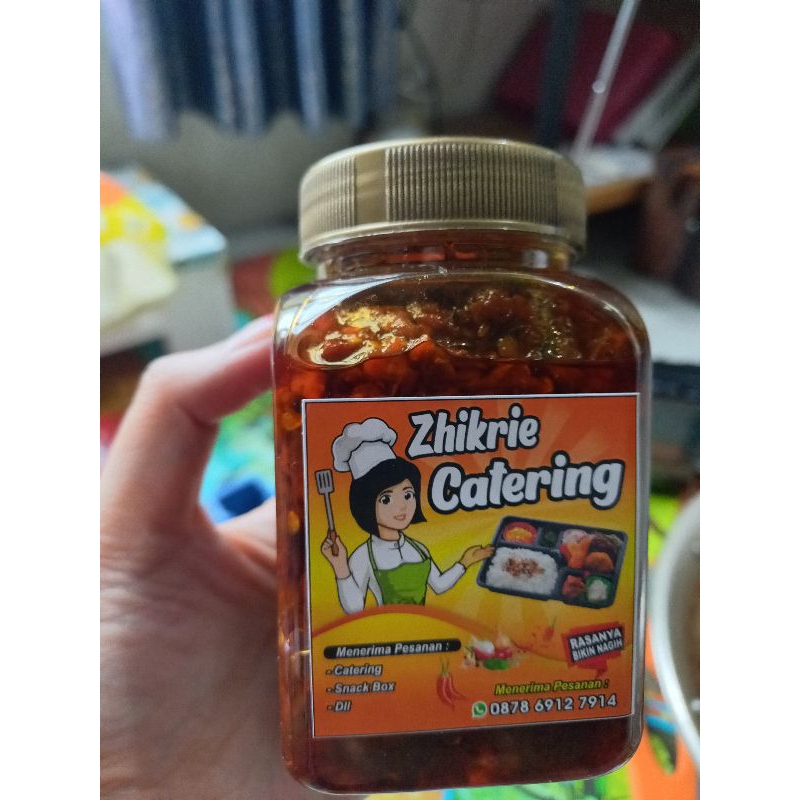 Zhikrie
Catering
RASANYA
BIKIN NAGIH
Menerima Pesanan :
- Catering
- Snack Box
- Dll
Menerima Pesanan :
0878 6912 7914